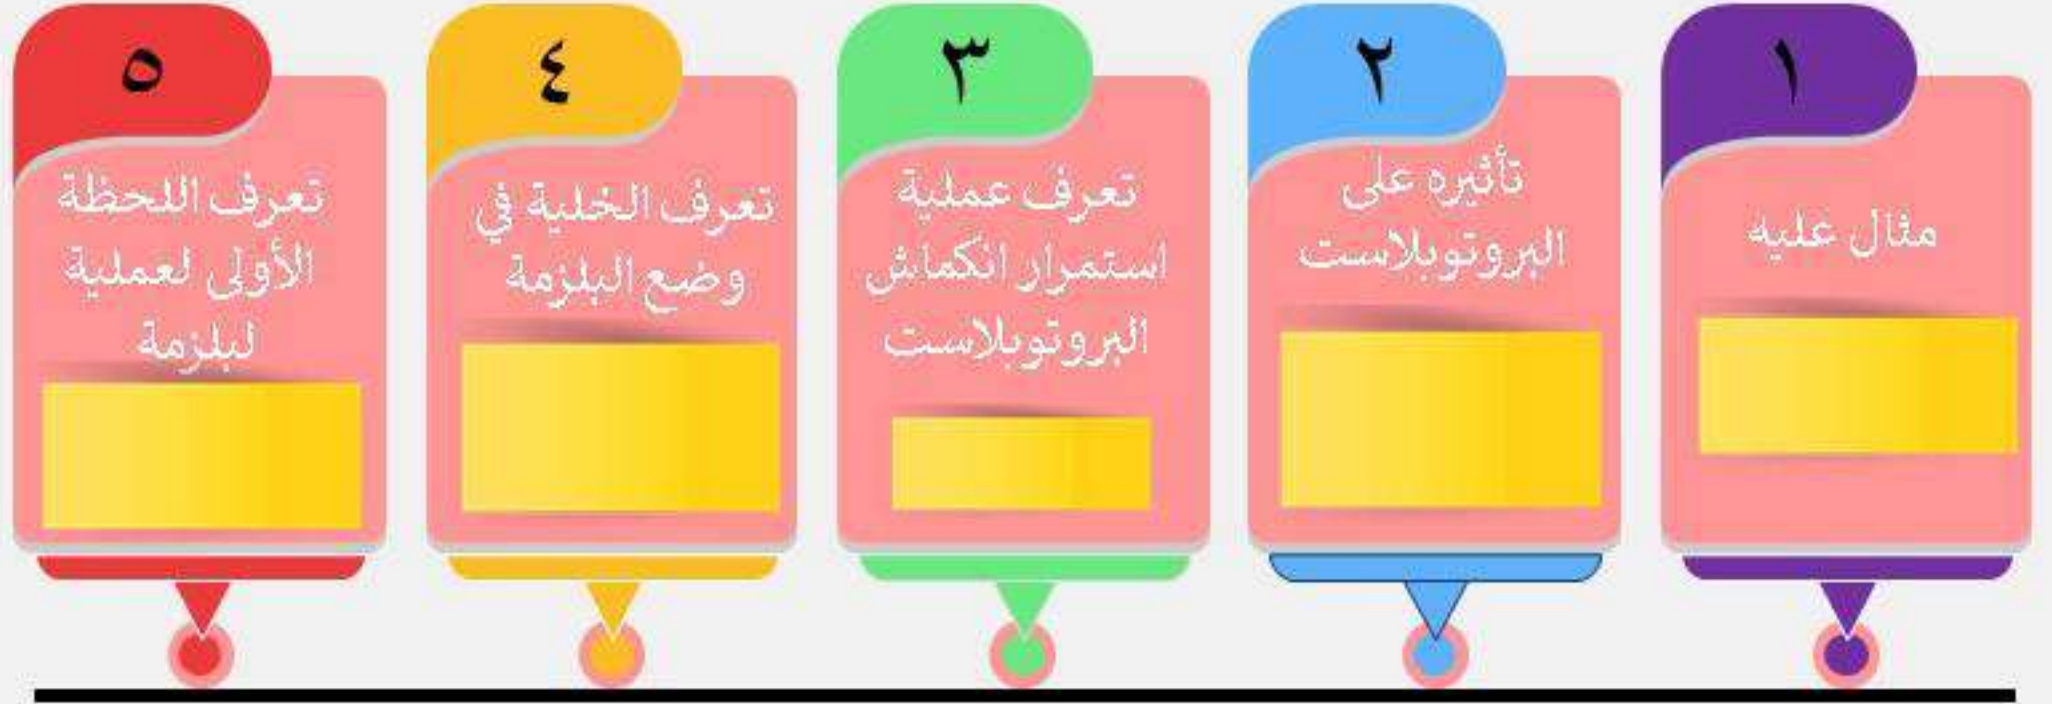 ١
مثال عليه
٢
تأثيره على
البروتوبلاست
٣
تعرف عملية
استمرار انكماش
البروتوبلاست
٤
تعرف الخلية في
وضع البلزمة
٥
تعرف اللحظة
الأولى لعملية
لبلزمة